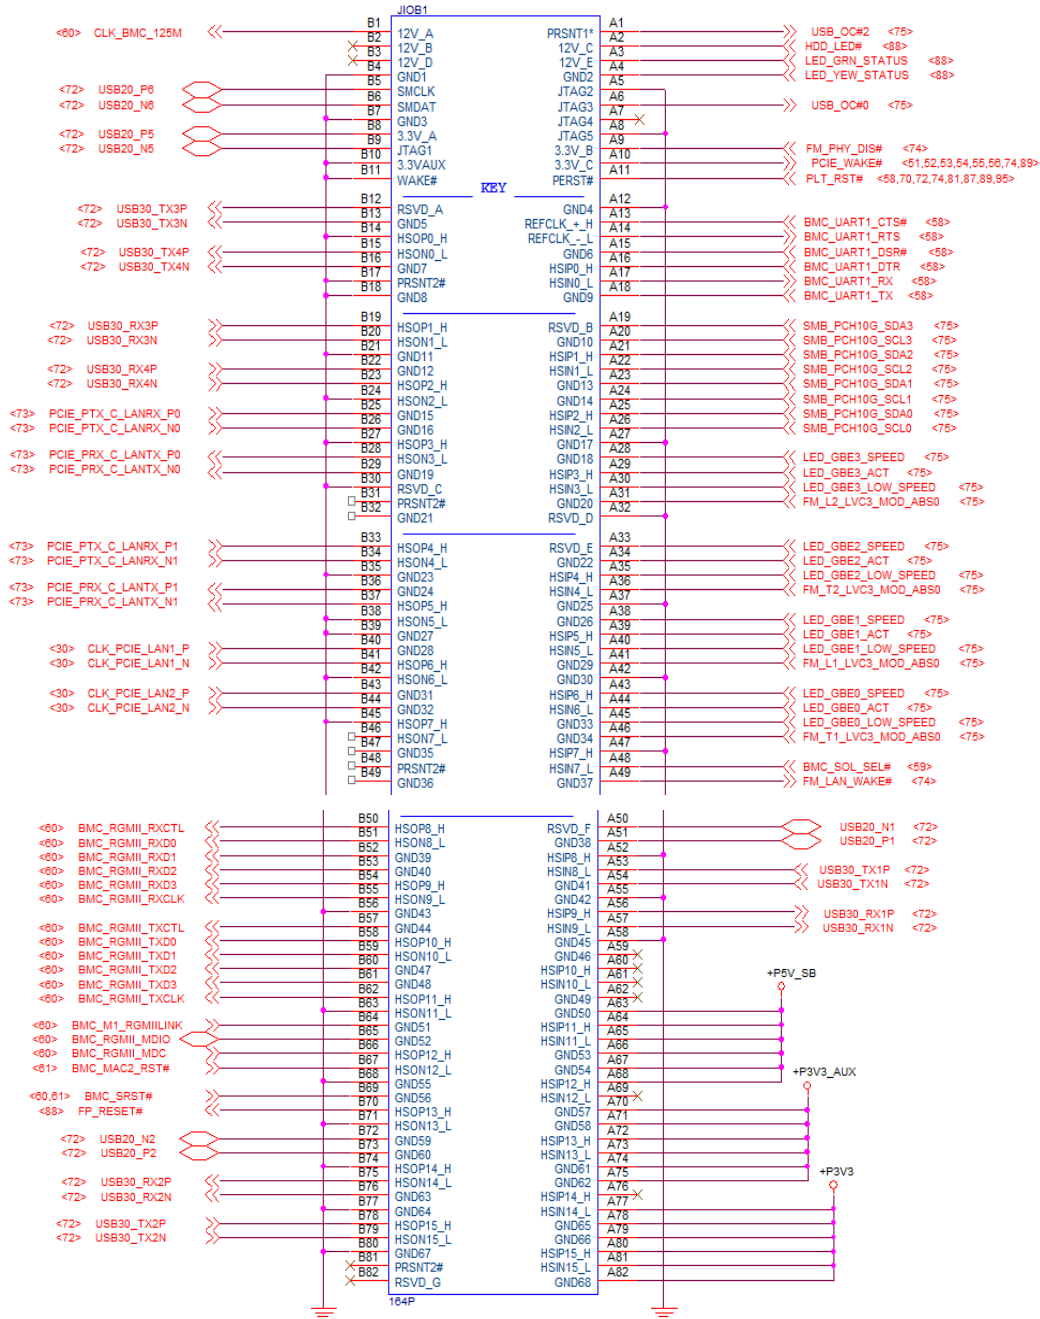 JIOB1
<60> CLK_BMC_125M B1 12V_A PRSNT1* A1 USB_OC#2 <75>
B2 12V_B 12V_C A2 HDD_LED# <88>
B3 12V_D 12V_E A3 LED_GRN_STATUS <88>
B4 GND1 GND2 A4 LED_YEW_STATUS <88>
<72> USB20_P6 B5 SMCLK JTAG2 A5
<72> USB20_N6 B6 SMDAT JTAG3 A6 USB_OC#0 <75>
B7 GND3 JTAG4 A7
<72> USB20_P5 B8 3.3V_A JTAG5 A8
<72> USB20_N5 B9 JTAG1 3.3V_B A9 FM_PHY_DIS# <74>
B10 3.3VAUX 3.3V_C A10 PCIE_WAKE# <51,52,53,54,55,56,74,89>
B11 WAKE# PERST# A11 PLT_RST# <58,70,72,74,81,87,89,95>
KEY
<72> USB30_TX3P B12 RSVD_A GND4 A12
<72> USB30_TX3N B13 GND5 REFCLK_+_H A13 BMC_UART1_CTS# <58>
B14 HSOP0_H REFCLK_-_L A14 BMC_UART1_RTS <58>
<72> USB30_TX4P B15 HSON0_L GND6 A15 BMC_UART1_DSR# <58>
<72> USB30_TX4N B16 GND7 HSIP0_H A16 BMC_UART1_DTR <58>
B17 PRSNT2# HSIN0_L A17 BMC_UART1_RX <58>
B18 GND8 GND9 A18 BMC_UART1_TX <58>
<72> USB30_RX3P B19 HSOP1_H RSVD_B A19 SMB_PCH10G_SDA3 <75>
<72> USB30_RX3N B20 HSON1_L GND10 A20 SMB_PCH10G_SCL3 <75>
B21 GND11 HSIP1_H A21 SMB_PCH10G_SDA2 <75>
<72> USB30_RX4P B22 GND12 HSIN1_L A22 SMB_PCH10G_SCL2 <75>
<72> USB30_RX4N B23 HSOP2_H GND13 A23 SMB_PCH10G_SDA1 <75>
B24 HSON2_L GND14 A24 SMB_PCH10G_SCL1 <75>
<73> PCIE_PTX_C_LANRX_P0 B25 GND15 HSIP2_H A25 SMB_PCH10G_SDA0 <75>
<73> PCIE_PTX_C_LANRX_N0 B26 GND16 HSIN2_L A26 SMB_PCH10G_SCL0 <75>
B27 HSOP3_H GND17 A27
<73> PCIE_PRX_C_LANTX_P0 B28 HSON3_L GND18 A28 LED_GBE3_SPEED <75>
<73> PCIE_PRX_C_LANTX_N0 B29 GND19 HSIP3_H A29 LED_GBE3_ACT <75>
B30 RSVD_C HSIN3_L A30 LED_GBE3_LOW_SPEED <75>
B31 PRSNT2# GND20 A31 FM_L2_LVC3_MOD_ABS0 <75>
B32 GND21 RSVD_D A32
<73> PCIE_PTX_C_LANRX_P1 B33 HSOP4_H RSVD_E A33 LED_GBE2_SPEED <75>
<73> PCIE_PTX_C_LANRX_N1 B34 HSON4_L GND22 A34 LED_GBE2_ACT <75>
B35 GND23 HSIP4_H A35 LED_GBE2_LOW_SPEED <75>
<73> PCIE_PRX_C_LANTX_P1 B36 GND24 HSIN4_L A36 FM_T2_LVC3_MOD_ABS0 <75>
<73> PCIE_PRX_C_LANTX_N1 B37 HSOP5_H GND25 A37
B38 HSON5_L GND26 A38 LED_GBE1_SPEED <75>
B39 GND27 HSIP5_H A39 LED_GBE1_ACT <75>
<30> CLK_PCIE_LAN1_P B40 GND28 HSIN5_L A40 LED_GBE1_LOW_SPEED <75>
<30> CLK_PCIE_LAN1_N B41 HSOP6_H GND29 A41 FM_L1_LVC3_MOD_ABS0 <75>
B42 HSON6_L GND30 A42
<30> CLK_PCIE_LAN2_P B43 GND31 HSIP6_H A43 LED_GBE0_SPEED <75>
<30> CLK_PCIE_LAN2_N B44 GND32 HSIN6_L A44 LED_GBE0_ACT <75>
B45 HSOP7_H GND33 A45 LED_GBE0_LOW_SPEED <75>
B46 HSON7_L GND34 A46 FM_T1_LVC3_MOD_ABS0 <75>
B47 GND35 HSIP7_H A47
B48 PRSNT2# HSIN7_L A48 BMC_SOL_SEL# <59>
B49 GND36 GND37 A49 FM_LAN_WAKE# <74>
<60> BMC_RGMII_RXCTL B50 HSOP8_H RSVD_F A50 USB20_N1 <72>
<60> BMC_RGMII_RXD0 B51 HSON8_L GND38 A51 USB20_P1 <72>
<60> BMC_RGMII_RXD1 B52 GND39 HSIP8_H A52
<60> BMC_RGMII_RXD2 B53 GND40 HSIN8_L A53 USB30_TX1P <72>
<60> BMC_RGMII_RXD3 B54 HSOP9_H GND41 A54 USB30_TX1N <72>
<60> BMC_RGMII_RXCLK B55 HSON9_L GND42 A55
B56 GND43 HSIP9_H A56 USB30_RX1P <72>
<60> BMC_RGMII_TXCTL B57 GND44 HSIN9_L A57 USB30_RX1N <72>
<60> BMC_RGMII_TXD0 B58 HSOP10_H GND45 A58
<60> BMC_RGMII_TXD1 B59 HSON10_L GND46 A59
<60> BMC_RGMII_TXD2 B60 GND47 HSIP10_H A60
<60> BMC_RGMII_TXD3 B61 GND48 HSIN10_L A61 +P5V_SB
<60> BMC_RGMII_TXCLK B62 HSOP11_H GND49 A62
B63 HSON11_L GND50 A63
<60> BMC_M1_RGMIILINK B64 GND51 HSIP11_H A64
<60> BMC_RGMII_MDIO B65 GND52 HSIN11_L A65
<60> BMC_RGMII_MDC B66 HSOP12_H GND53 A66
<61> BMC_MAC2_RST# B67 HSON12_L GND54 A67 +P3V3_AUX
B68 GND55 HSIP12_H A68
<60,61> BMC_SRST# B69 GND56 HSIN12_L A69
<88> FP_RESET# B70 HSOP13_H GND57 A70
B71 HSON13_L GND58 A71
<72> USB20_N2 B72 GND59 HSIP13_H A72
<72> USB20_P2 B73 GND60 HSIN13_L A73
B74 HSOP14_H GND61 A74 +P3V3
<72> USB30_RX2P B75 HSON14_L GND62 A75
<72> USB30_RX2N B76 GND63 HSIP14_H A76
B77 GND64 HSIN14_L A77
<72> USB30_TX2P B78 HSOP15_H GND65 A78
<72> USB30_TX2N B79 HSON15_L GND66 A79
B80 GND67 HSIP15_H A80
B81 PRSNT2# HSIN15_L A81
B82 RSVD_G GND68 A82
164P